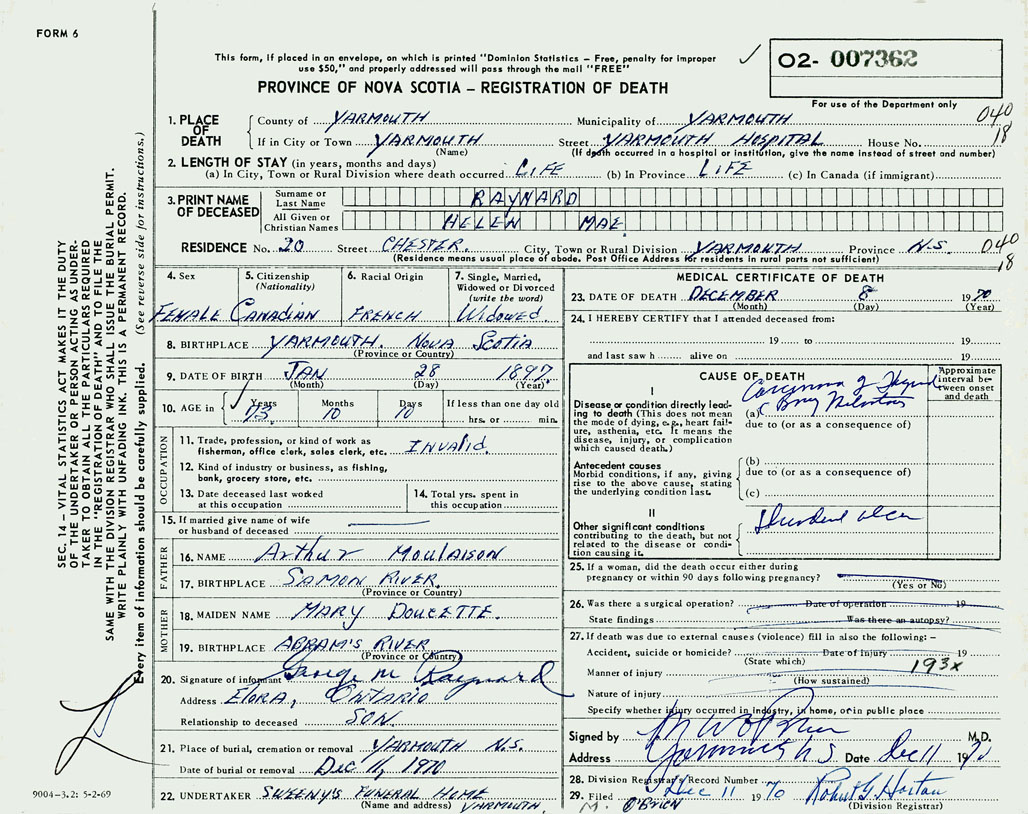 FORM 6
This form, if placed in an envelope, on which is printed "Dominion Statistics – Free, penalty for improper
use $50," and properly addressed will pass through the mail "FREE"
02- 007362
PROVINCE OF NOVA SCOTIA – REGISTRATION OF DEATH
For use of the Department only
1. PLACE OF DEATH County of YARMOUTH Municipality of YARMOUTH 040
If in City or Town YARMOUTH Street YARMOUTH HOSPITAL House No. 18
(Name) (If death occurred in a hospital or institution, give the name instead of street and number)
2. LENGTH OF STAY (in years, months and days)
(a) In City, Town or Rural Division where death occurred LIFE (b) In Province LIFE (c) In Canada (if immigrant)
3. PRINT NAME OF DECEASED
Surname or Last Name RAYNARD
All Given or Christian Names HELEN MAE
RESIDENCE No. 20 Street CHESTER. City, Town or Rural Division YARMOUTH Province N.S. 040
(Residence means usual place of abode. Post Office Address for residents in rural parts not sufficient) 18
4. Sex FEMALE
5. Citizenship (Nationality) CANADIAN
6. Racial Origin FRENCH
7. Single, Married, Widowed or Divorced (write the word) WIDOWED
8. BIRTHPLACE YARMOUTH. NOVA SCOTIA
(Province or Country)
9. DATE OF BIRTH JAN 28 1897
(Month) (Day) (Year)
10. AGE in Years 73 Months 10 Days 10 If less than one day old
hrs. or min.
OCCUPATION
11. Trade, profession, or kind of work as
fisherman, office clerk, sales clerk, etc. INVALID.
12. Kind of industry or business, as fishing,
bank, grocery store, etc.
13. Date deceased last worked
at this occupation
14. Total yrs. spent in
this occupation
15. If married give name of wife
or husband of deceased
FATHER
16. NAME Arthur MOULAISON
17. BIRTHPLACE SAMON RIVER.
(Province or Country)
MOTHER
18. MAIDEN NAME MARY DOUCETTE.
19. BIRTHPLACE ABRAM'S RIVER
(Province or Country)
20. Signature of informant George M Raynard
Address ELORA, ONTARIO
Relationship to deceased SON.
21. Place of burial, cremation or removal YARMOUTH N.S.
Date of burial or removal Dec 11, 1970
22. UNDERTAKER SWEENY'S FUNERAL HOME
(Name and address) YARMOUTH.
MEDICAL CERTIFICATE OF DEATH
23. DATE OF DEATH DECEMBER 8 1970
(Month) (Day) (Year)
24. I HEREBY CERTIFY that I attended deceased from:
19 to 19
and last saw h alive on 19
CAUSE OF DEATH
Approximate interval between onset and death
I
Disease or condition directly leading to death (This does not mean the mode of dying, e.g., heart failure, asthenia, etc. It means the disease, injury, or complication which caused death.)
(a)
due to (or as a consequence of)
Antecedent causes
Morbid conditions, if any, giving rise to the above cause, stating the underlying condition last.
(b)
due to (or as a consequence of)
(c)
II
Other significant conditions contributing to the death, but not related to the disease or condition causing it.
25. If a woman, did the death occur either during
pregnancy or within 90 days following pregnancy?
(Yes or No)
26. Was there a surgical operation? Date of operation 19
State findings Was there an autopsy?
27. If death was due to external causes (violence) fill in also the following: –
Accident, suicide or homicide? Date of injury 19
(State which)
Manner of injury 193x
(How sustained)
Nature of injury
Specify whether injury occurred in industry, in home, or in public place
Signed by M.D.
Address Yarmouth N S Date Dec 11 1970
28. Division Registrar's Record Number
29. Filed Dec 11 1970 Robert G. Horton
M. O'BRIEN (Division Registrar)
SEC. 14 – VITAL STATISTICS ACT MAKES IT THE DUTY
OF THE UNDERTAKER OR PERSON ACTING AS UNDER-
TAKER TO OBTAIN ALL THE PARTICULARS REQUIRED
IN THE "REGISTRATION OF DEATH" AND TO FILE THE
SAME WITH THE DIVISION REGISTRAR WHO SHALL ISSUE THE BURIAL PERMIT.
WRITE PLAINLY WITH UNFADING INK. THIS IS A PERMANENT RECORD.
Every item of information should be carefully supplied. (See reverse side for instructions.)
9004-3.2: 5-2-69